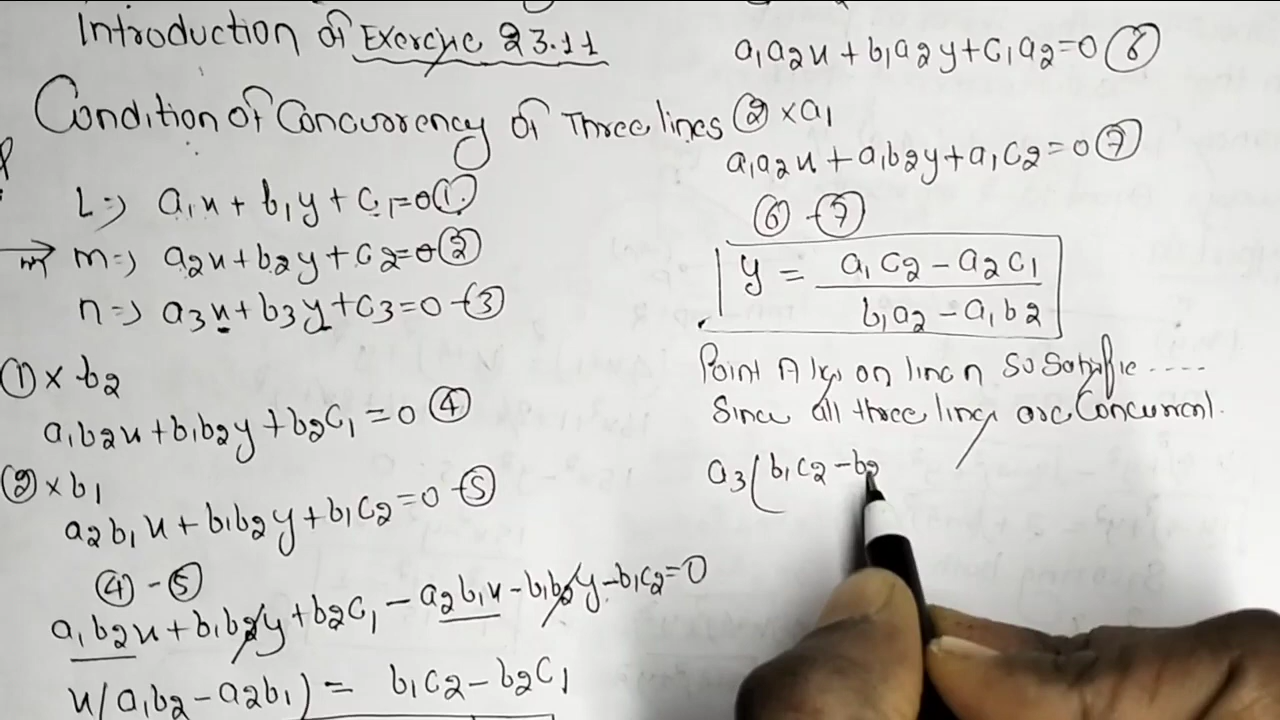 Introduction of Exercise 23.11
Condition of Concurrency of Three lines
L => a₁x + b₁y + c₁=0 ①
m => a₂x+b₂y+c₂=0 ②
n => a₃x+b₃y+c₃=0 -③
① x b₂
a₁b₂x+b₁b₂y+b₂c₁=0 ④
② x b₁
a₂b₁x+b₁b₂y+b₁c₂=0 -⑤
④ - ⑤
a₁b₂x+b₁b₂y+b₂c₁-a₂b₁x-b₁b₂y-b₁c₂=0
x(a₁b₂-a₂b₁) = b₁c₂-b₂c₁
a₁a₂x+b₁a₂y+c₁a₂=0 ⑥
② x a₁
a₁a₂x+a₁b₂y+a₁c₂=0 ⑦
⑥ - ⑦
y = a₁c₂-a₂c₁
b₁a₂-a₁b₂
Point A lys on line n So Satisfie ....
Since all three lines are Concurrent.
a₃(b₁c₂-b₂